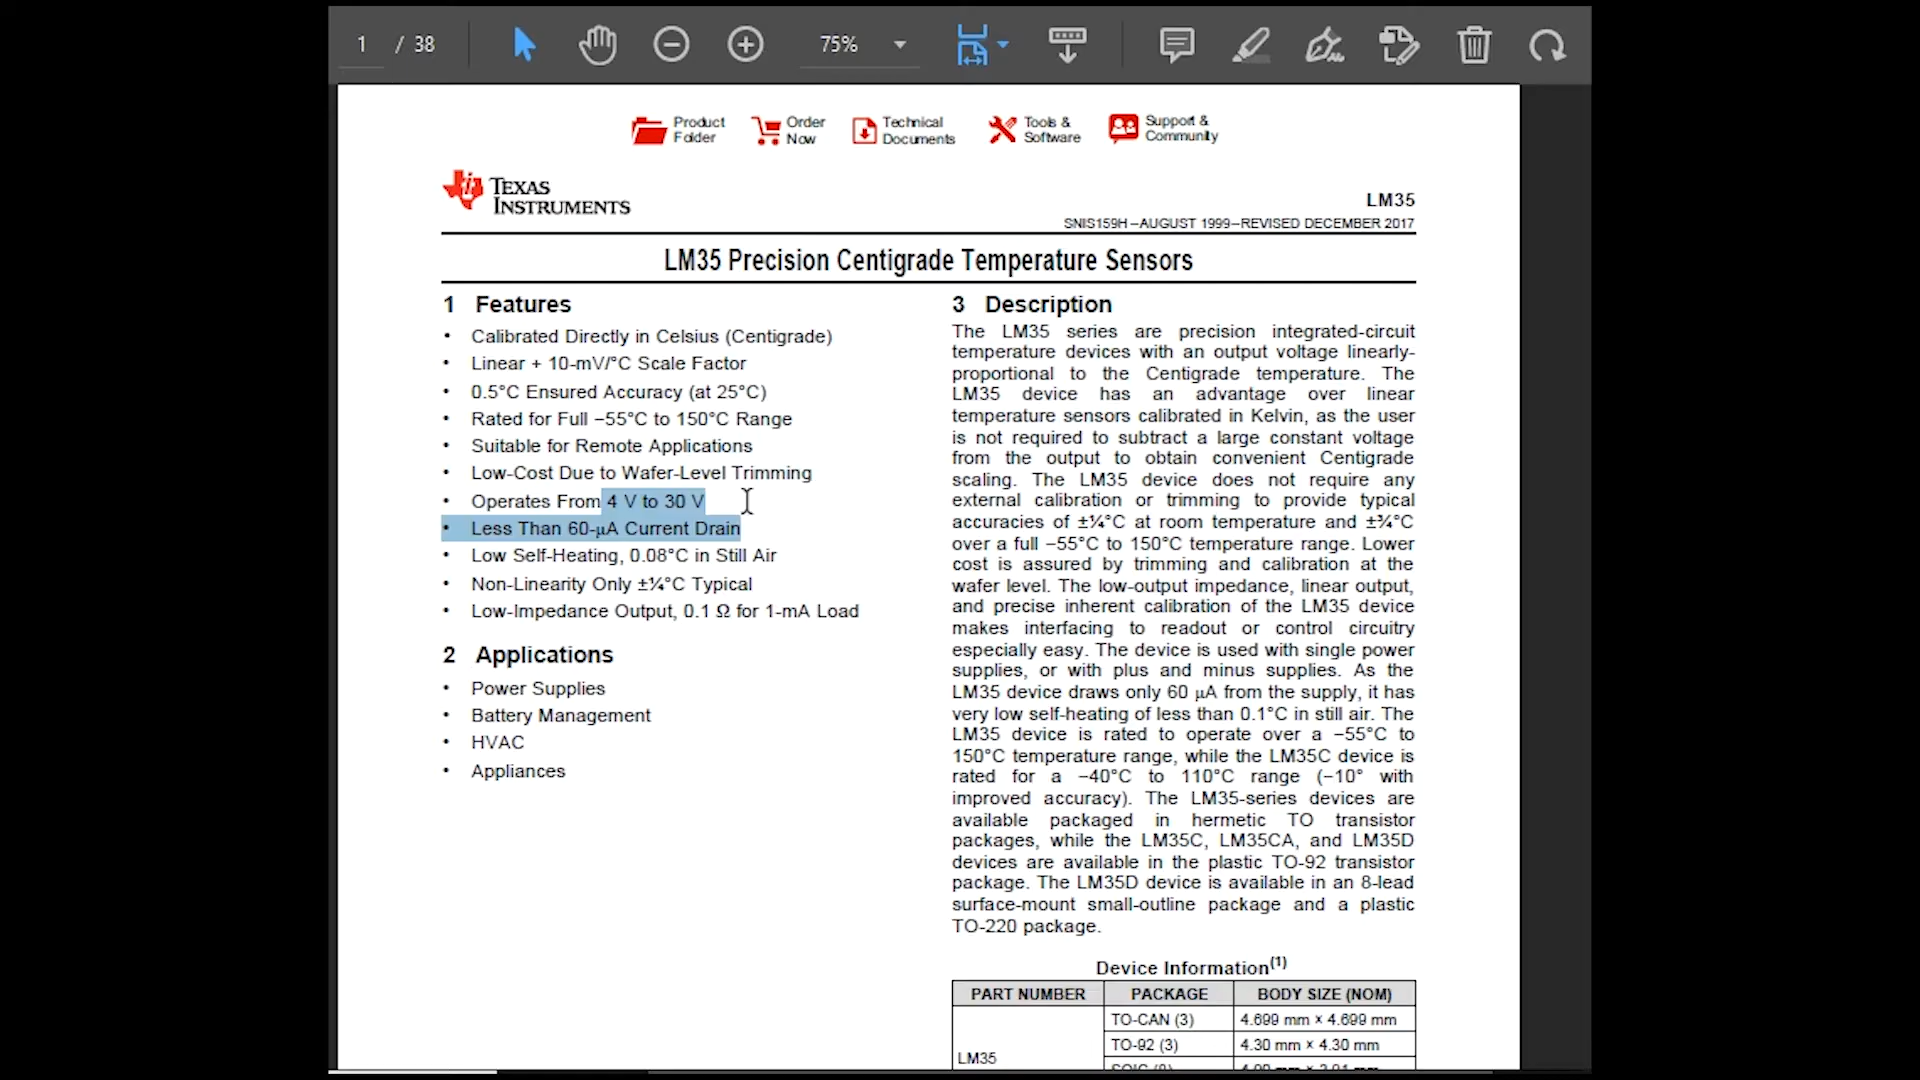 1 / 38
75%
Product Folder
Order Now
Technical Documents
Tools & Software
Support & Community
TEXAS INSTRUMENTS
LM35
SNIS159H – AUGUST 1999 – REVISED DECEMBER 2017
LM35 Precision Centigrade Temperature Sensors
1 Features
• Calibrated Directly in Celsius (Centigrade)
• Linear + 10-mV/°C Scale Factor
• 0.5°C Ensured Accuracy (at 25°C)
• Rated for Full −55°C to 150°C Range
• Suitable for Remote Applications
• Low-Cost Due to Wafer-Level Trimming
• Operates From 4 V to 30 V
• Less Than 60-μA Current Drain
• Low Self-Heating, 0.08°C in Still Air
• Non-Linearity Only ±¼°C Typical
• Low-Impedance Output, 0.1 Ω for 1-mA Load
2 Applications
• Power Supplies
• Battery Management
• HVAC
• Appliances
3 Description
The LM35 series are precision integrated-circuit
temperature devices with an output voltage linearly-
proportional to the Centigrade temperature. The
LM35 device has an advantage over linear
temperature sensors calibrated in Kelvin, as the user
is not required to subtract a large constant voltage
from the output to obtain convenient Centigrade
scaling. The LM35 device does not require any
external calibration or trimming to provide typical
accuracies of ±¼°C at room temperature and ±¾°C
over a full −55°C to 150°C temperature range. Lower
cost is assured by trimming and calibration at the
wafer level. The low-output impedance, linear output,
and precise inherent calibration of the LM35 device
makes interfacing to readout or control circuitry
especially easy. The device is used with single power
supplies, or with plus and minus supplies. As the
LM35 device draws only 60 μA from the supply, it has
very low self-heating of less than 0.1°C in still air. The
LM35 device is rated to operate over a −55°C to
150°C temperature range, while the LM35C device is
rated for a −40°C to 110°C range (−10° with
improved accuracy). The LM35-series devices are
available packaged in hermetic TO transistor
packages, while the LM35C, LM35CA, and LM35D
devices are available in the plastic TO-92 transistor
package. The LM35D device is available in an 8-lead
surface-mount small-outline package and a plastic
TO-220 package.
Device Information(1)
PART NUMBER PACKAGE BODY SIZE (NOM)
TO-CAN (3) 4.699 mm × 4.699 mm
TO-92 (3) 4.30 mm × 4.30 mm
LM35